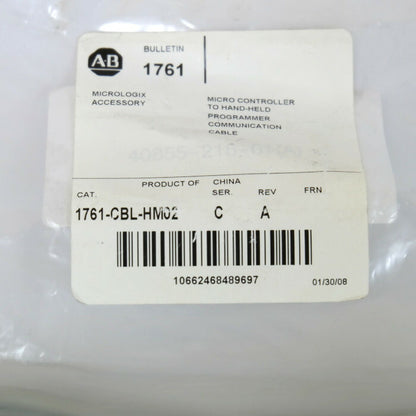 A-B
BULLETIN
1761
MICROLOGIX
ACCESSORY
MICRO CONTROLLER
TO HAND-HELD
PROGRAMMER
COMMUNICATION
CABLE
PRODUCT OF CHINA
CAT. SER. REV FRN
1761-CBL-HM02 C A
10662468489697
01/30/08